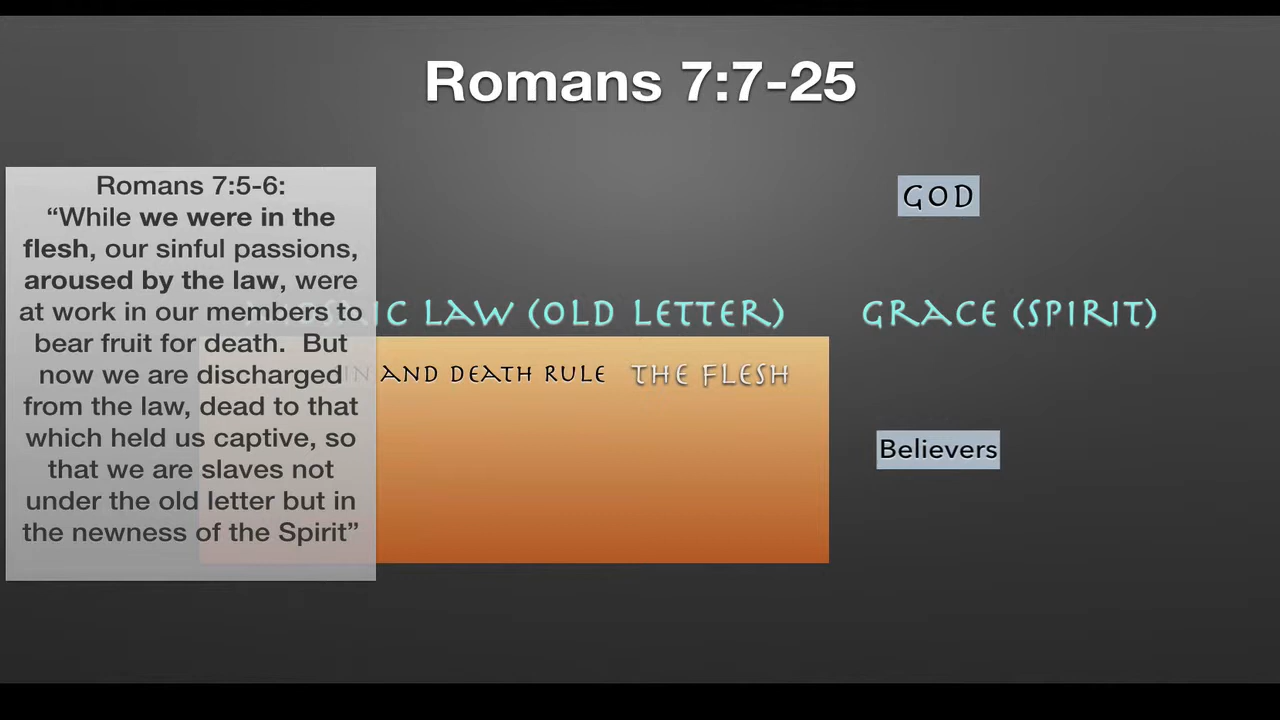 Romans 7:7-25
Romans 7:5-6:
“While we were in the
flesh, our sinful passions,
aroused by the law, were
at work in our members to
bear fruit for death.  But
now we are discharged
from the law, dead to that
which held us captive, so
that we are slaves not
under the old letter but in
the newness of the Spirit”
GOD
LAW (OLD LETTER)
GRACE (SPIRIT)
AND DEATH RULE
THE FLESH
Believers